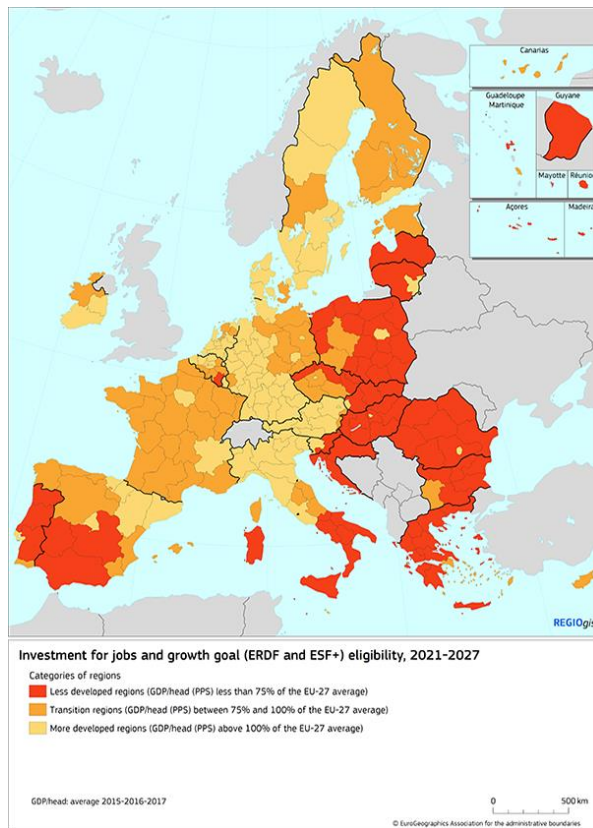 Canarias
Guadeloupe
Martinique
Guyane
Mayotte
Réunion
Açores
Madeira
REGIOgis
Investment for jobs and growth goal (ERDF and ESF+) eligibility, 2021-2027
Categories of regions
Less developed regions (GDP/head (PPS) less than 75% of the EU-27 average)
Transition regions (GDP/head (PPS) between 75% and 100% of the EU-27 average)
More developed regions (GDP/head (PPS) above 100% of the EU-27 average)
GDP/head: average 2015-2016-2017
0 500 km
© EuroGeographics Association for the administrative boundaries